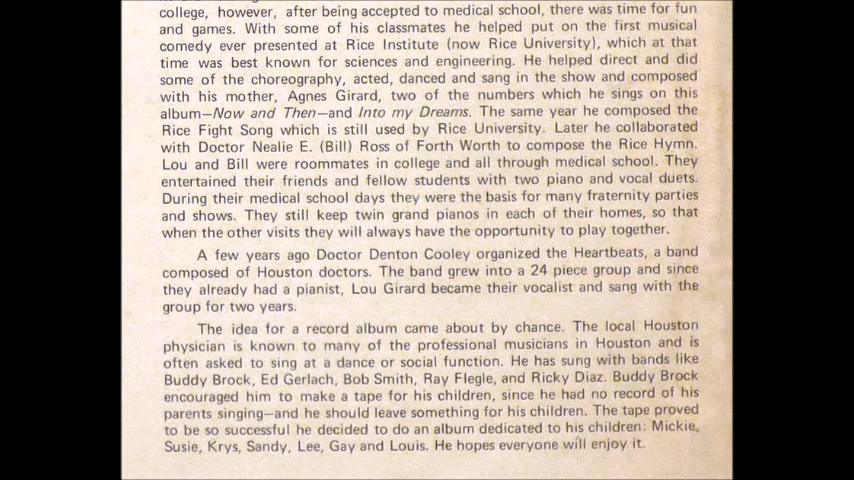 college, however, after being accepted to medical school, there was time for fun
and games. With some of his classmates he helped put on the first musical
comedy ever presented at Rice Institute (now Rice University), which at that
time was best known for sciences and engineering. He helped direct and did
some of the choreography, acted, danced and sang in the show and composed
with his mother, Agnes Girard, two of the numbers which he sings on this
album—Now and Then—and Into my Dreams. The same year he composed the
Rice Fight Song which is still used by Rice University. Later he collaborated
with Doctor Nealie E. (Bill) Ross of Forth Worth to compose the Rice Hymn.
Lou and Bill were roommates in college and all through medical school. They
entertained their friends and fellow students with two piano and vocal duets.
During their medical school days they were the basis for many fraternity parties
and shows. They still keep twin grand pianos in each of their homes, so that
when the other visits they will always have the opportunity to play together.
A few years ago Doctor Denton Cooley organized the Heartbeats, a band
composed of Houston doctors. The band grew into a 24 piece group and since
they already had a pianist, Lou Girard became their vocalist and sang with the
group for two years.
The idea for a record album came about by chance. The local Houston
physician is known to many of the professional musicians in Houston and is
often asked to sing at a dance or social function. He has sung with bands like
Buddy Brock, Ed Gerlach, Bob Smith, Ray Flegle, and Ricky Diaz. Buddy Brock
encouraged him to make a tape for his children, since he had no record of his
parents singing—and he should leave something for his children. The tape proved
to be so successful he decided to do an album dedicated to his children: Mickie,
Susie, Krys, Sandy, Lee, Gay and Louis. He hopes everyone will enjoy it.